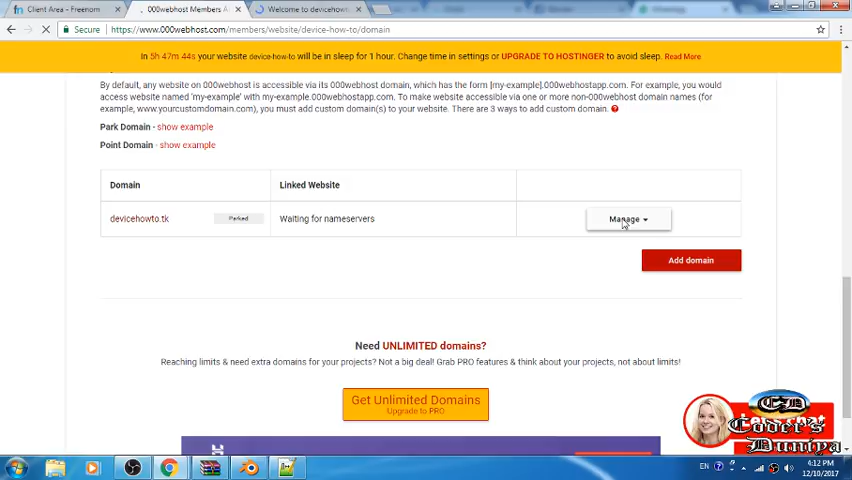 Client Area - Freenom
000webhost Members A
Welcome to devicehown
Secure
https://www.000webhost.com/members/website/device-how-to/domain
In 5h 47m 44s your website device-how-to will be in sleep for 1 hour. Change time in settings or UPGRADE TO HOSTINGER to avoid sleep. Read More
By default, any website on 000webhost is accessible via its 000webhost domain, which has the form [my-example].000webhostapp.com. For example, you would
access website named 'my-example' with my-example.000webhostapp.com. To make website accessible via one or more non-000webhost domain names (for
example, www.yourcustomdomain.com), you must add custom domain(s) to your website. There are 3 ways to add custom domain.
Park Domain - show example
Point Domain - show example
Domain
Linked Website
devicehowto.tk
Parked
Waiting for nameservers
Manage
Add domain
Need UNLIMITED domains?
Reaching limits & need extra domains for your projects? Not a big deal! Grab PRO features & think about your projects, not about limits!
Get Unlimited Domains
Upgrade to PRO
CD
Coder's
Duniya
EN
4:12 PM
12/10/2017